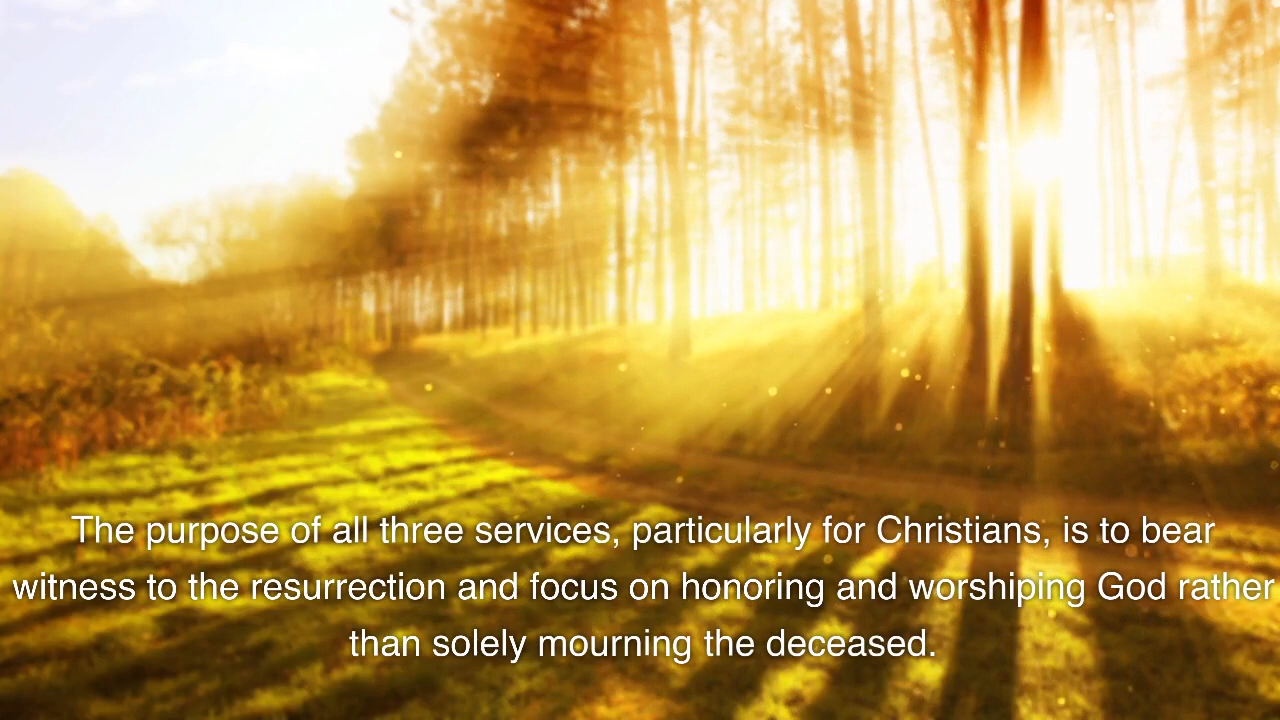 The purpose of all three services, particularly for Christians, is to bear
witness to the resurrection and focus on honoring and worshiping God rather
than solely mourning the deceased.